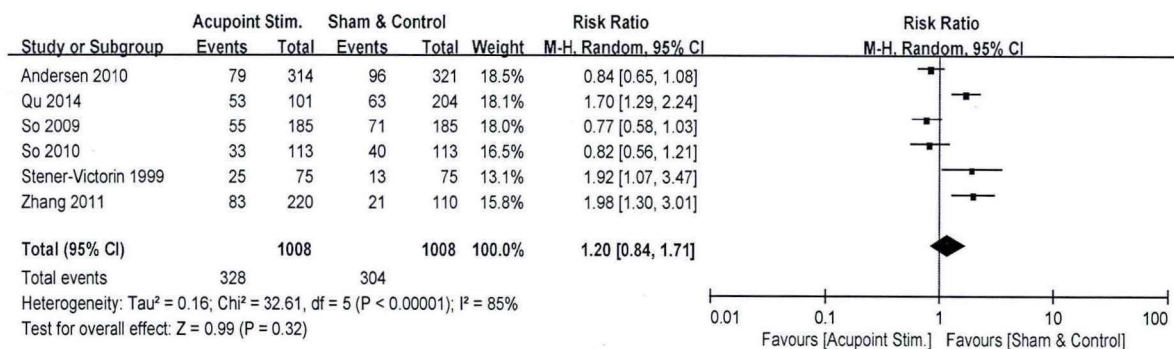 Acupoint Stim. Sham & Control Risk Ratio Risk Ratio
Study or Subgroup Events Total Events Total Weight M-H, Random, 95% CI M-H, Random, 95% CI
Andersen 2010 79 314 96 321 18.5% 0.84 [0.65, 1.08]
Qu 2014 53 101 63 204 18.1% 1.70 [1.29, 2.24]
So 2009 55 185 71 185 18.0% 0.77 [0.58, 1.03]
So 2010 33 113 40 113 16.5% 0.82 [0.56, 1.21]
Stener-Victorin 1999 25 75 13 75 13.1% 1.92 [1.07, 3.47]
Zhang 2011 83 220 21 110 15.8% 1.98 [1.30, 3.01]
Total (95% CI) 1008 1008 100.0% 1.20 [0.84, 1.71]
Total events 328 304
Heterogeneity: Tau² = 0.16; Chi² = 32.61, df = 5 (P < 0.00001); I² = 85%
Test for overall effect: Z = 0.99 (P = 0.32)
0.01 0.1 1 10 100
Favours [Acupoint Stim.] Favours [Sham & Control]